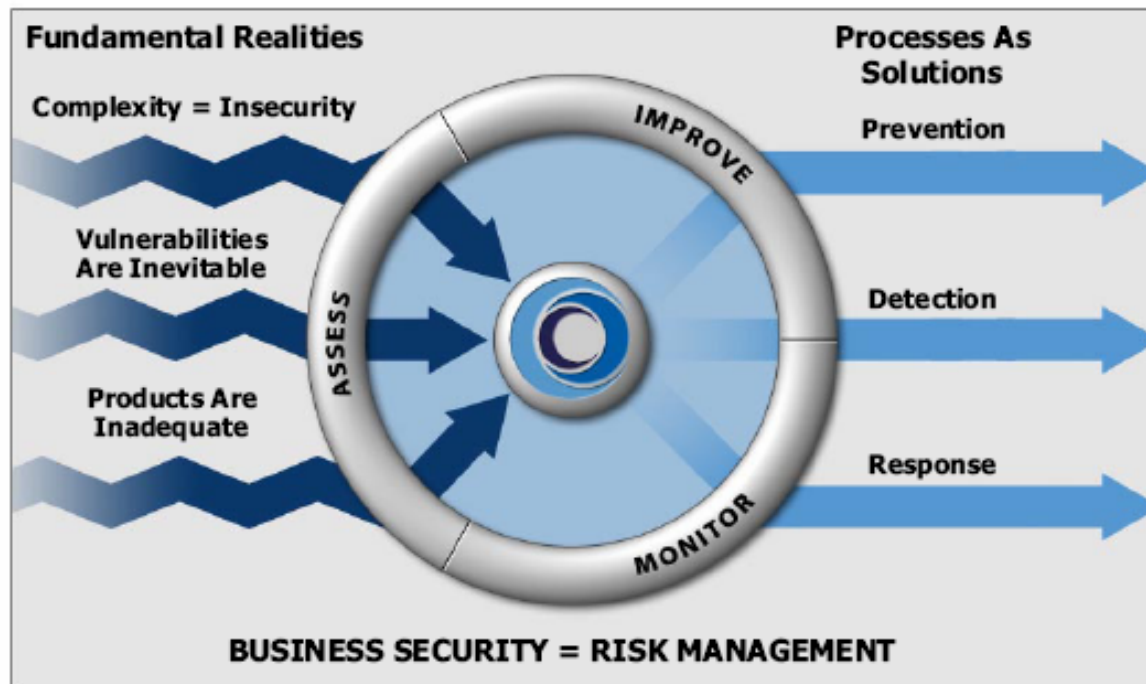 Fundamental Realities
Complexity = Insecurity
Vulnerabilities
Are Inevitable
Products Are
Inadequate
ASSESS
IMPROVE
MONITOR
Processes As
Solutions
Prevention
Detection
Response
BUSINESS SECURITY = RISK MANAGEMENT